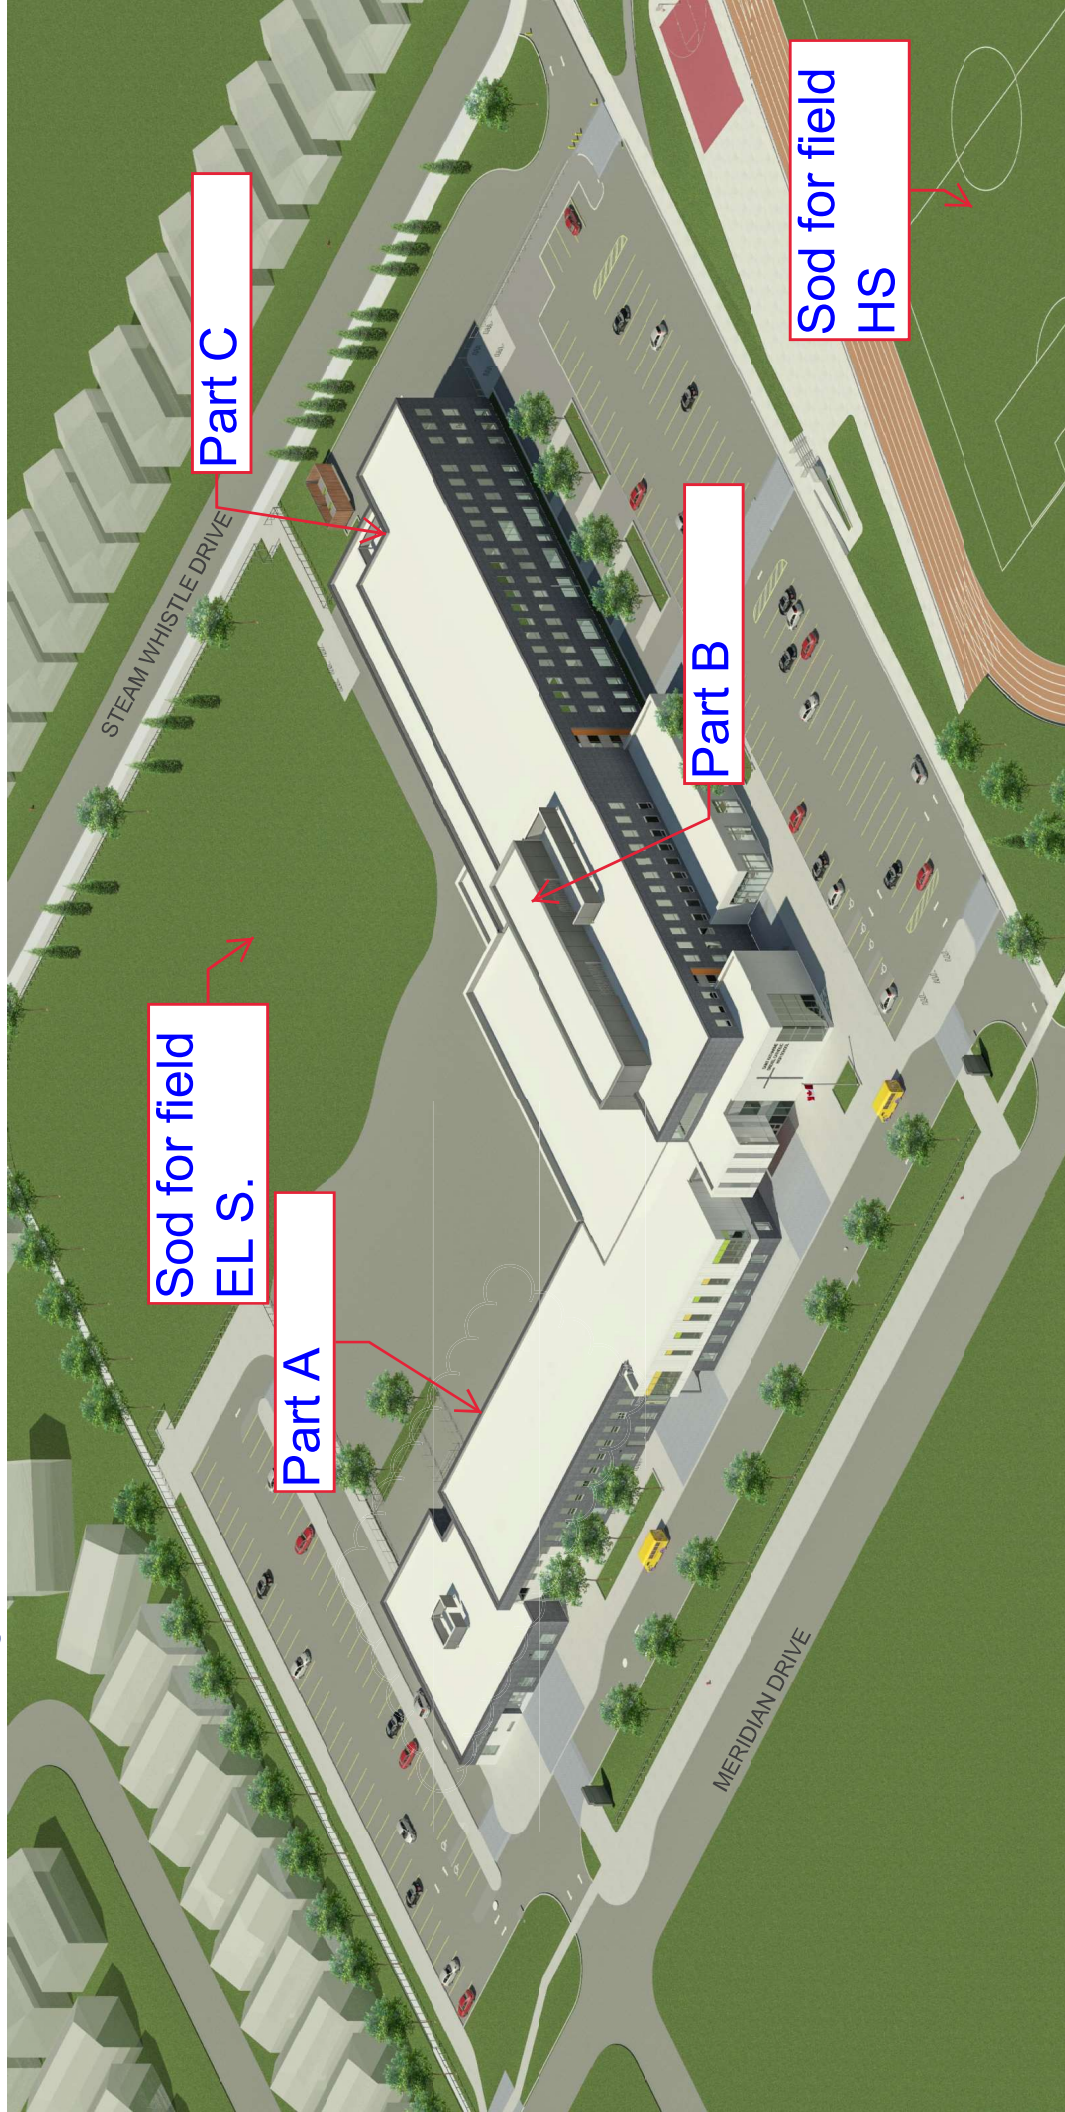 STEAM WHISTLE DRIVE
Part C
Sod for field
HS
Part B
Sod for field
EL S.
Part A
MERIDIAN DRIVE